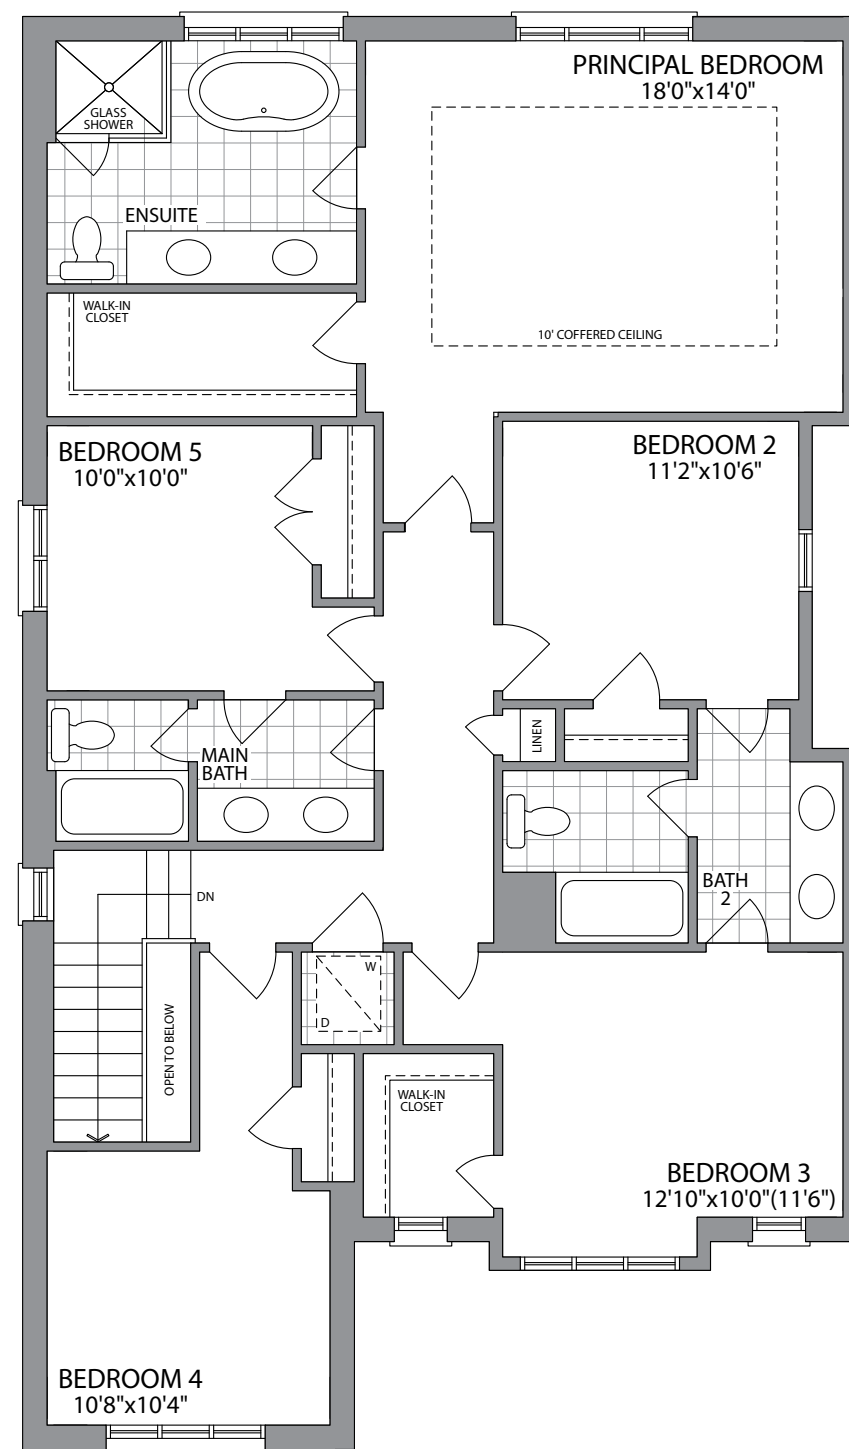 PRINCIPAL BEDROOM
18'0"x14'0"
GLASS
SHOWER
ENSUITE
WALK-IN
CLOSET
10' COFFERED CEILING
BEDROOM 5
10'0"x10'0"
BEDROOM 2
11'2"x10'6"
LINEN
MAIN
BATH
BATH
2
DN
W
D
OPEN TO BELOW
WALK-IN
CLOSET
BEDROOM 3
12'10"x10'0"(11'6")
BEDROOM 4
10'8"x10'4"